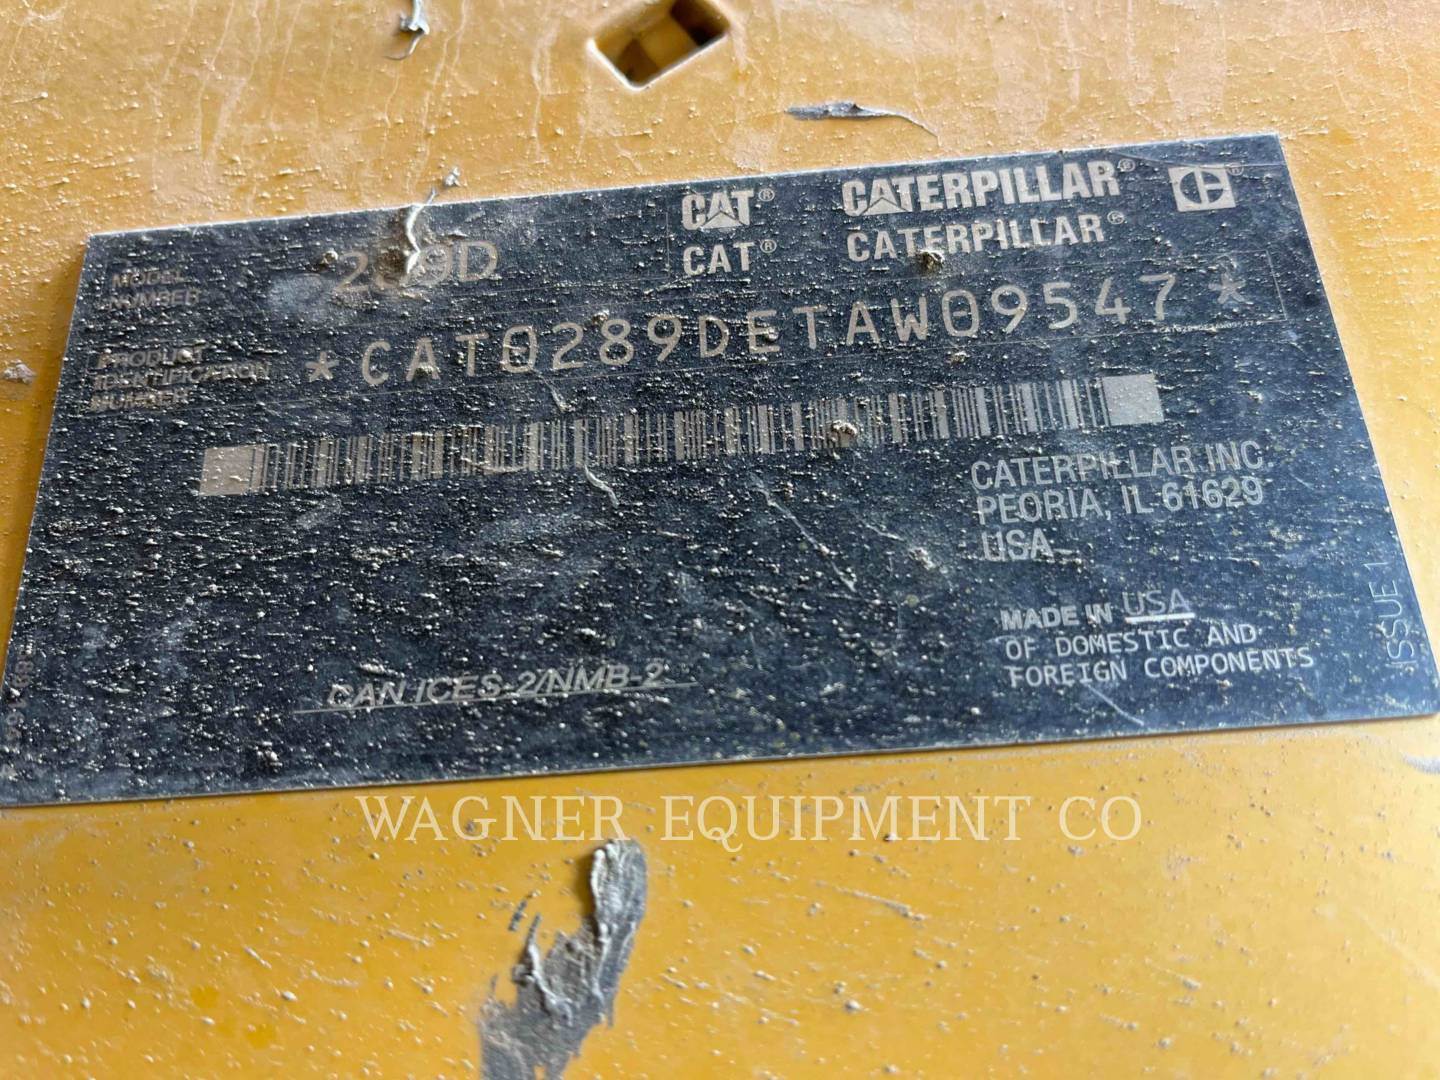 MODEL NUMBER 289D
CAT® CATERPILLAR®
CAT® CATERPILLAR®
PRODUCT IDENTIFICATION NUMBER *CAT0289DETAW09547*
CATERPILLAR INC.
PEORIA, IL 61629
USA
MADE IN USA
OF DOMESTIC AND
FOREIGN COMPONENTS
CAN ICES-2/NMB-2
ISSUE 1
WAGNER EQUIPMENT CO